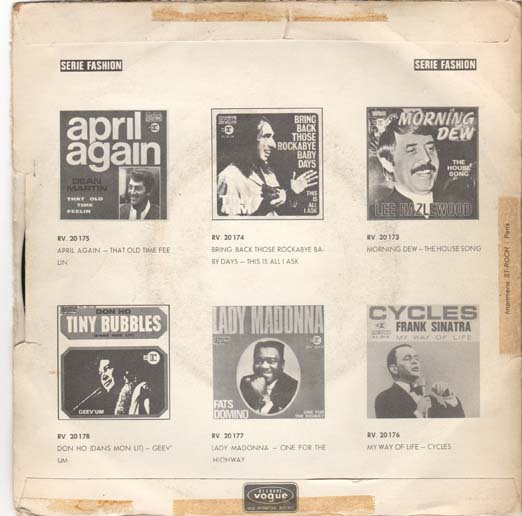 SERIE FASHION
SERIE FASHION
april
again
DEAN
MARTIN
THAT OLD
TIME
FEELIN
BRING
BACK
THOSE
ROCKABYE
BABY
DAYS
THIS
IS
ALL
I ASK
MORNING
DEW
THE
HOUSE
SONG
LEE HAZLEWOOD
RV. 20175
APRIL AGAIN – THAT OLD TIME FEE
LIN
RV. 20174
BRING BACK THOSE ROCKABYE BA-
BY DAYS – THIS IS ALL I ASK
RV. 20173
MORNING DEW – THE HOUSE SONG
Imprimerie ST-ROCH / Paris
DON HO
TINY BUBBLES
GEEV'UM
LADY MADONNA
FATS
DOMINO
ONE FOR
THE HIGWAY
CYCLES
FRANK SINATRA
MY WAY OF LIFE
RV 20178
DON HO (DANS MON LIT) – GEEV'
UM
RV 20177
LADY MADONNA – ONE FOR THE
HIGHWAY
RV 20176
MY WAY OF LIFE – CYCLES
DISQUES
vogue